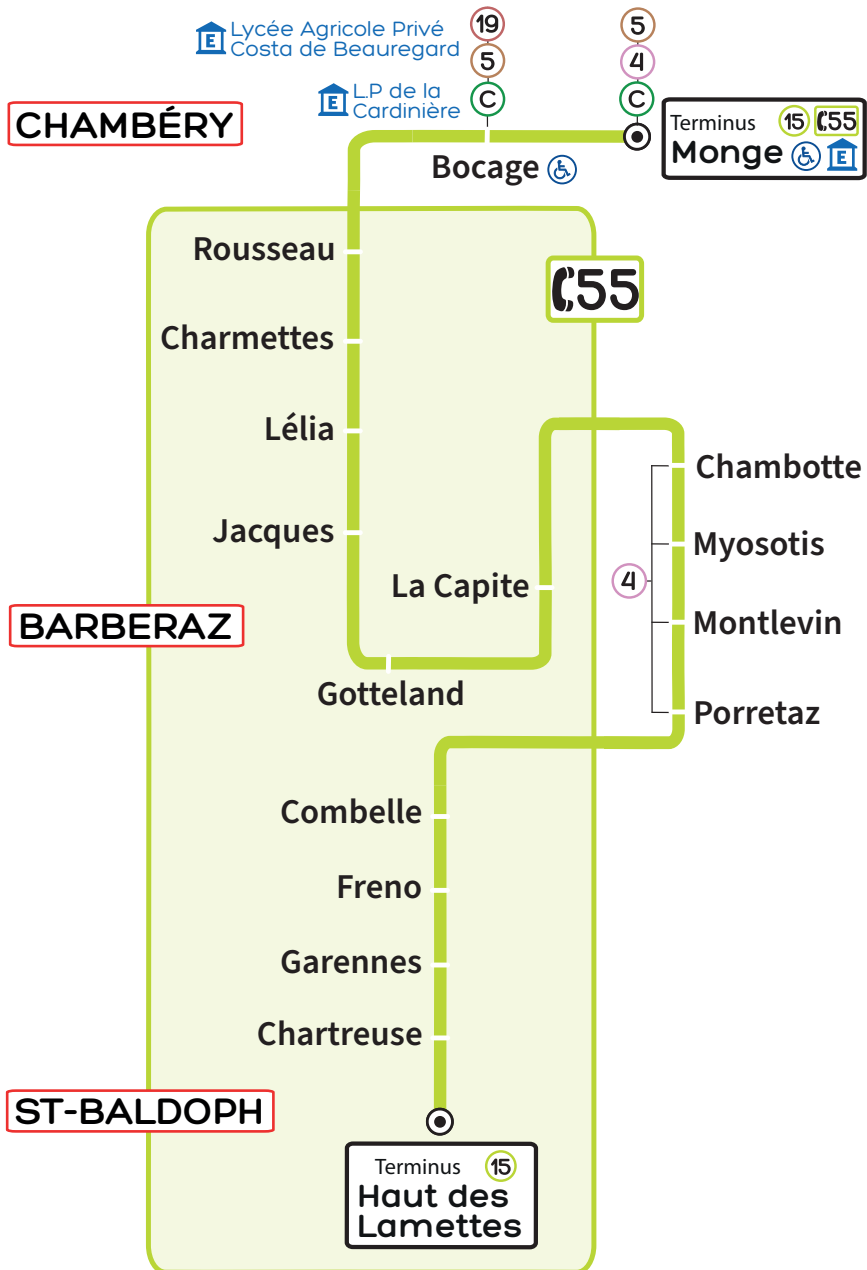 E Lycée Agricole Privé
Costa de Beauregard
19
5
C
5
4
C
E L.P de la
Cardinière
CHAMBÉRY
Terminus 15 55
Monge E
Bocage
Rousseau
55
Charmettes
Lélia
Chambotte
Jacques
Myosotis
La Capite
4
BARBERAZ
Montlevin
Gotteland
Porretaz
Combelle
Freno
Garennes
Chartreuse
ST-BALDOPH
Terminus 15
Haut des
Lamettes